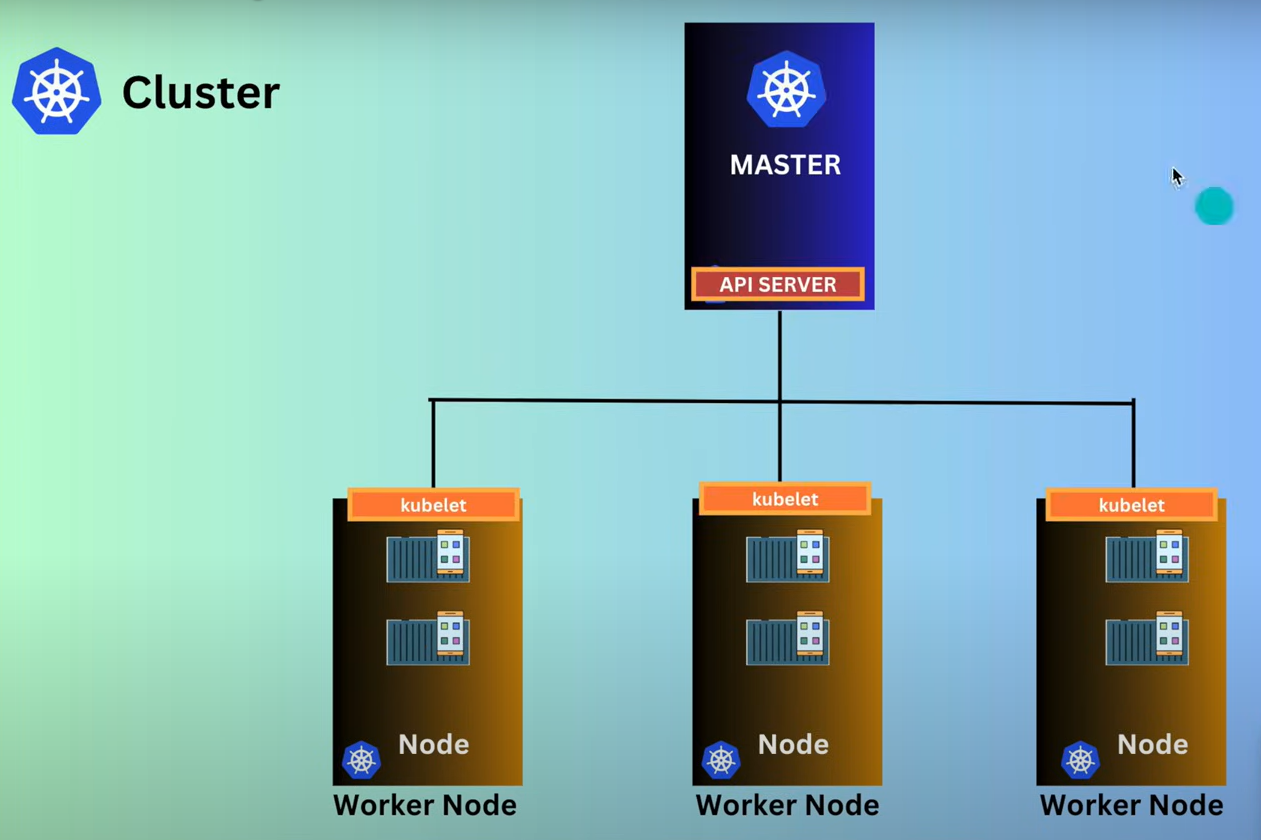 Cluster
MASTER
API SERVER
kubelet
kubelet
kubelet
Node
Node
Node
Worker Node
Worker Node
Worker Node